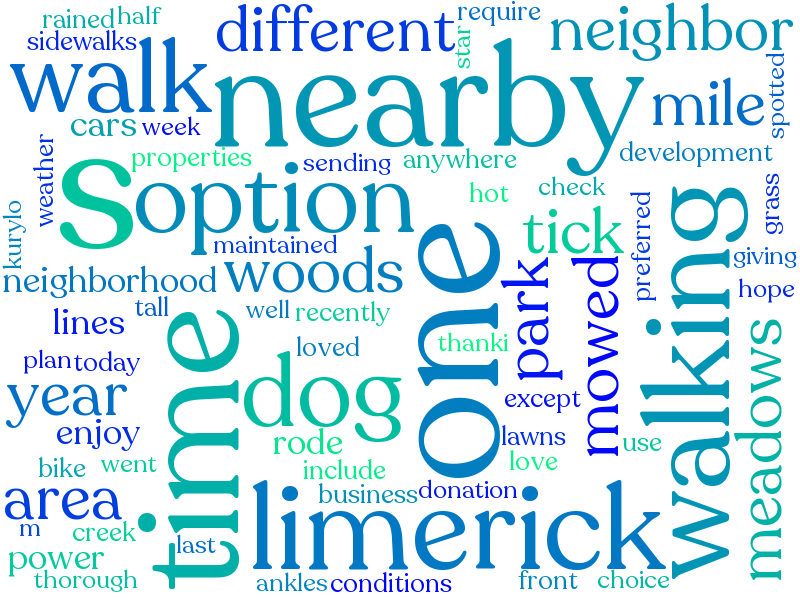 rained
half
require
different
star
neighbor
sidewalks
walk
nearby
mile
spotted
cars
week
development
weather
properties
sending
anywhere
s
option
hot
check
grass
kurylo
tick
preferred
walking
maintained
neighborhood
woods
one
park
mowed
giving
hope
lines
tall
time
well
recently
plan
today
loved
thanki
meadows
year
dog
except
enjoy
rode
lawns
use
bike
went
include
love
area
business
donation
m
creek
last
limerick
power
thorough
ankles
conditions
front
choice